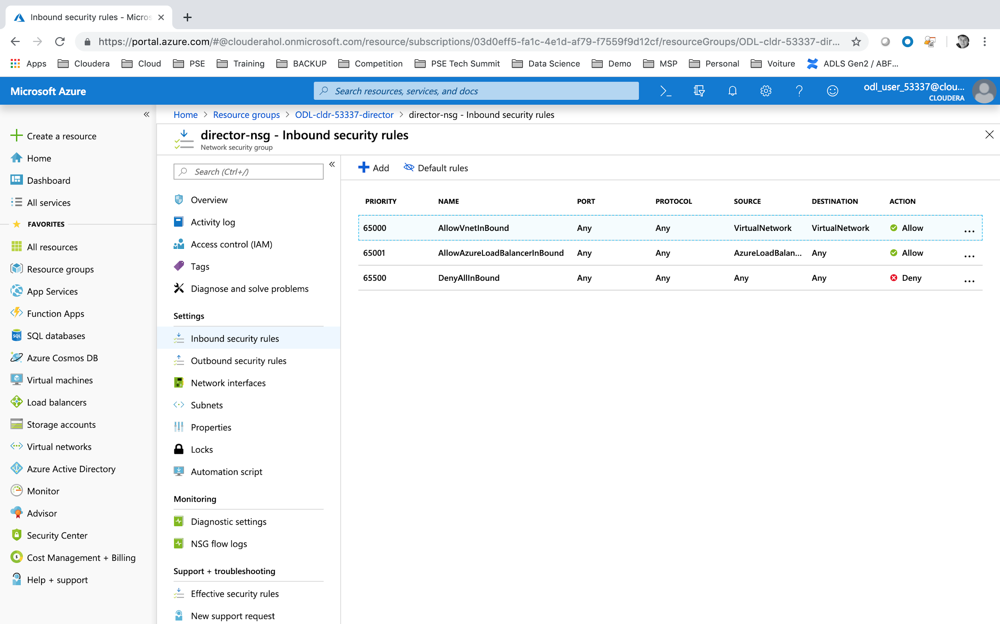 Inbound security rules - Micros
https://portal.azure.com/#@clouderahol.onmicrosoft.com/resource/subscriptions/03d0eff5-fa1c-4e1d-af79-f7559f9d12cf/resourceGroups/ODL-cldr-53337-dir...
Apps Cloudera Cloud PSE Training BACKUP Competition PSE Tech Summit Data Science Demo MSP Personal Voiture ADLS Gen2 / ABF...
Microsoft Azure
Search resources, services, and docs
odl_user_53337@clou...
CLOUDERA
Home > Resource groups > ODL-cldr-53337-director > director-nsg - Inbound security rules
director-nsg - Inbound security rules
Network security group
Create a resource
Home
Dashboard
All services
FAVORITES
All resources
Resource groups
App Services
Function Apps
SQL databases
Azure Cosmos DB
Virtual machines
Load balancers
Storage accounts
Virtual networks
Azure Active Directory
Monitor
Advisor
Security Center
Cost Management + Billing
Help + support
Search (Ctrl+/)
Overview
Activity log
Access control (IAM)
Tags
Diagnose and solve problems
Settings
Inbound security rules
Outbound security rules
Network interfaces
Subnets
Properties
Locks
Automation script
Monitoring
Diagnostic settings
NSG flow logs
Support + troubleshooting
Effective security rules
New support request
Add Default rules
PRIORITY NAME PORT PROTOCOL SOURCE DESTINATION ACTION
65000 AllowVnetInBound Any Any VirtualNetwork VirtualNetwork Allow ...
65001 AllowAzureLoadBalancerInBound Any Any AzureLoadBalan... Any Allow ...
65500 DenyAllInBound Any Any Any Any Deny ...